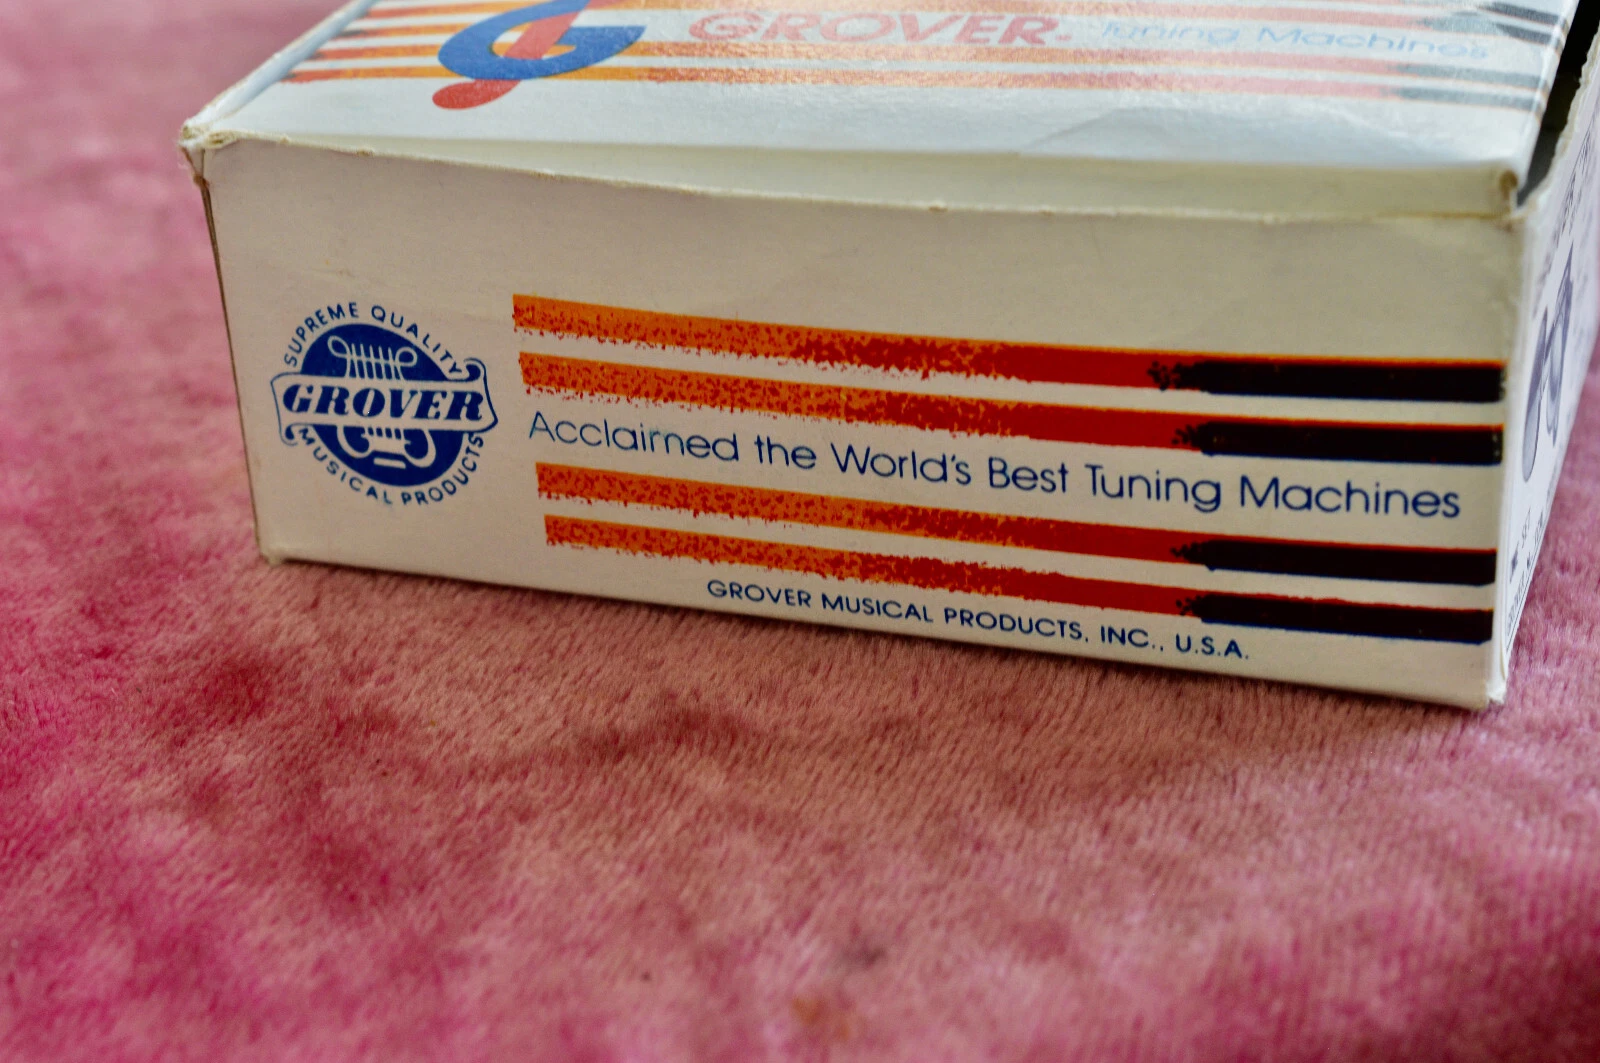 GROVER. Tuning Machines
SUPREME QUALITY
GROVER
MUSICAL PRODUCTS
Acclaimed the World's Best Tuning Machines
GROVER MUSICAL PRODUCTS, INC., U.S.A.